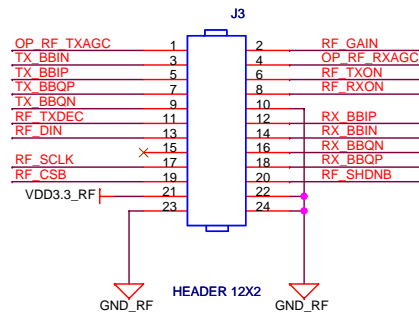 J3
OP_RF_TXAGC 1 2 RF_GAIN
TX_BBIN 3 4 OP_RF_RXAGC
TX_BBIP 5 6 RF_TXON
TX_BBQP 7 8 RF_RXON
TX_BBQN 9 10
RF_TXDEC 11 12 RX_BBIP
RF_DIN 13 14 RX_BBIN
15 16 RX_BBQN
RF_SCLK 17 18 RX_BBQP
RF_CSB 19 20 RF_SHDNB
VDD3.3_RF 21 22
23 24
HEADER 12X2
GND_RF GND_RF